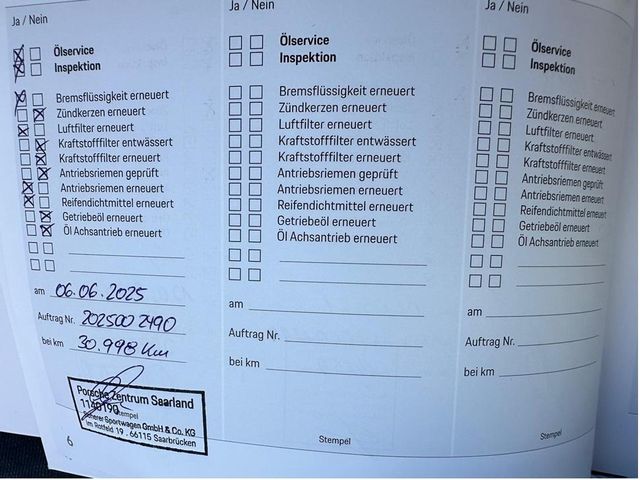 Ja / Nein
Ölservice
Inspektion
Bremsflüssigkeit erneuert
Zündkerzen erneuert
Luftfilter erneuert
Kraftstofffilter entwässert
Kraftstofffilter erneuert
Antriebsriemen geprüft
Antriebsriemen erneuert
Reifendichtmittel erneuert
Getriebeöl erneuert
Öl Achsantrieb erneuert
am 06.06.2025
Auftrag Nr. 202500 2490
bei km 30.998 Km
Porsche Zentrum Saarland
1140190
Stempel
Sportwagen GmbH & Co. KG
Im Rotfeld 19 . 66115 Saarbrücken
6
Ja / Nein
Ölservice
Inspektion
Bremsflüssigkeit erneuert
Zündkerzen erneuert
Luftfilter erneuert
Kraftstofffilter entwässert
Kraftstofffilter erneuert
Antriebsriemen geprüft
Antriebsriemen erneuert
Reifendichtmittel erneuert
Getriebeöl erneuert
Öl Achsantrieb erneuert
am
Auftrag Nr.
bei km
Stempel
Ja / Nein
Ölservice
Inspektion
Bremsflüssigkeit erneuert
Zündkerzen erneuert
Luftfilter erneuert
Kraftstofffilter entwässert
Kraftstofffilter erneuert
Antriebsriemen geprüft
Antriebsriemen erneuert
Reifendichtmittel erneuert
Getriebeöl erneuert
Öl Achsantrieb erneuert
am
Auftrag Nr.
bei km
Stempel